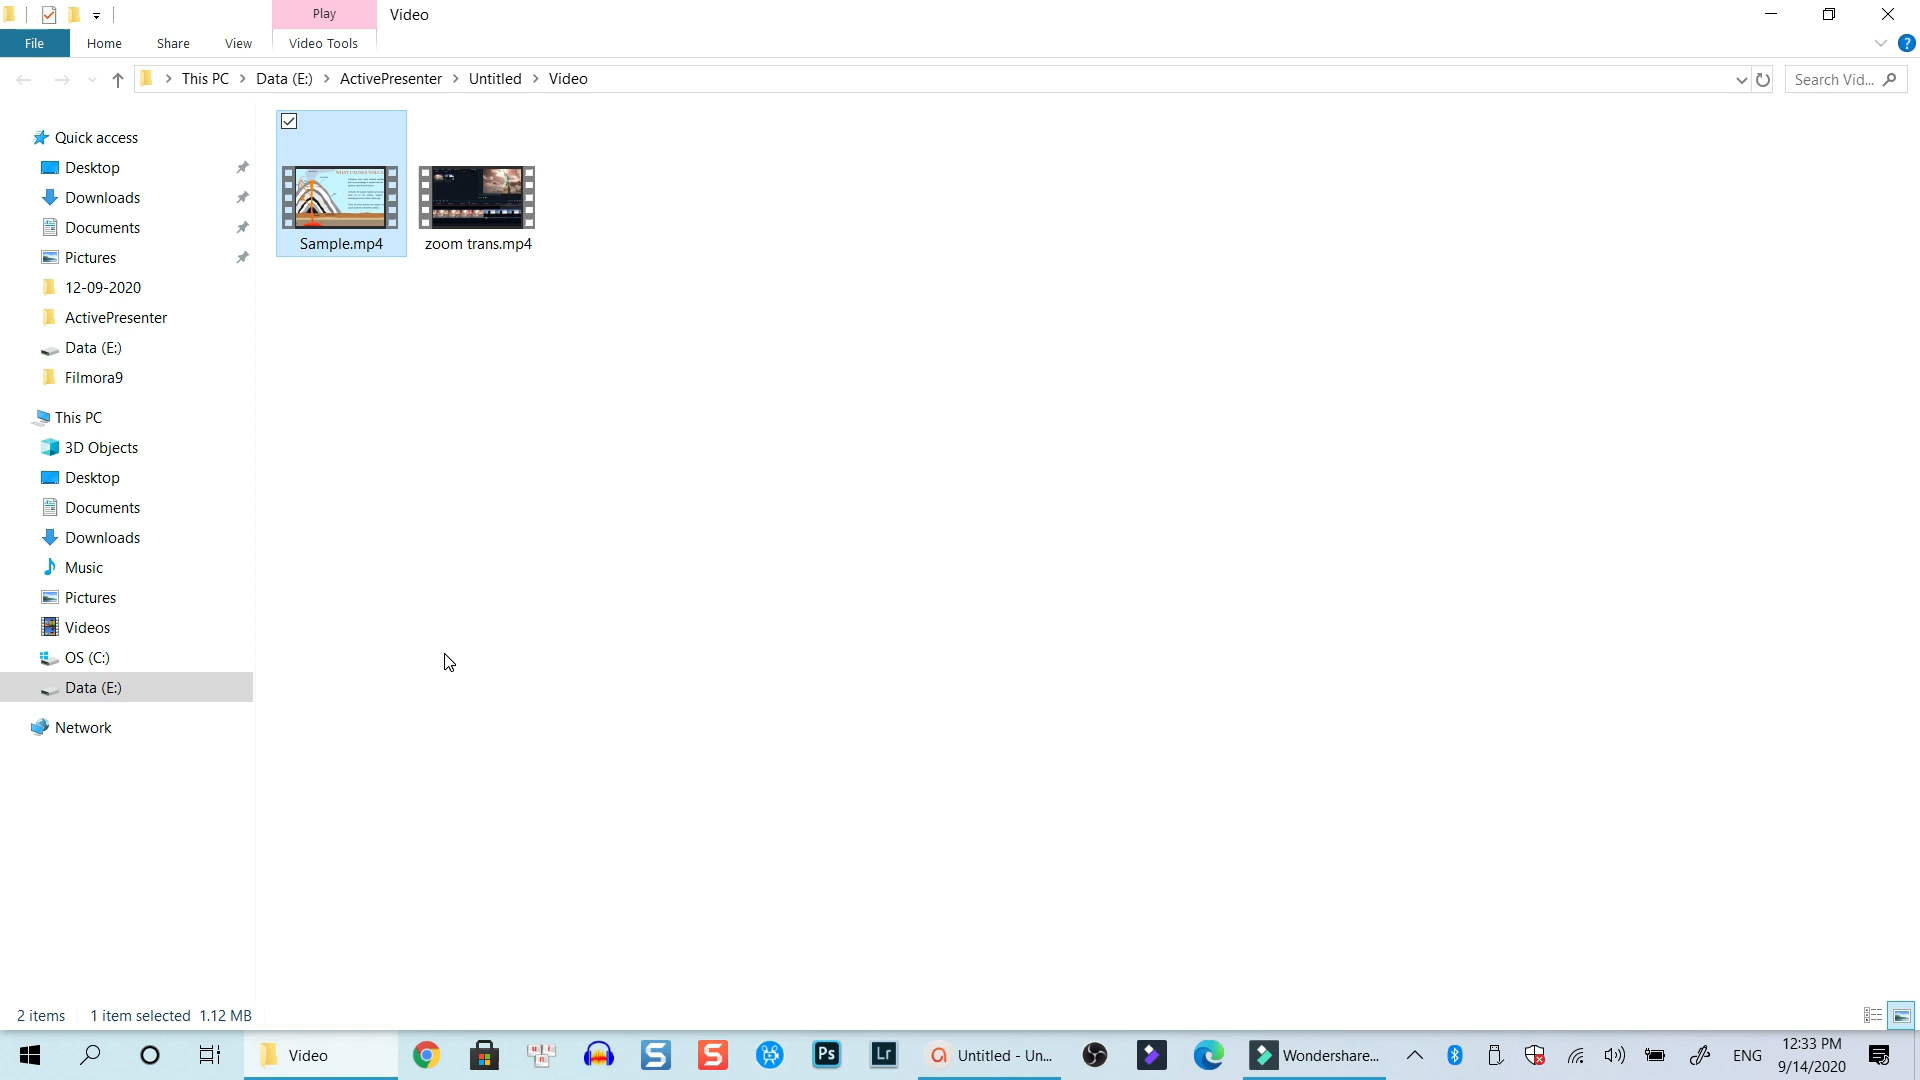 Play
Video
File
Home
Share
View
Video Tools
This PC
Data (E:)
ActivePresenter
Untitled
Video
Search Vid...
Quick access
Desktop
Downloads
Documents
Pictures
12-09-2020
ActivePresenter
Data (E:)
Filmora9
This PC
3D Objects
Desktop
Documents
Downloads
Music
Pictures
Videos
OS (C:)
Data (E:)
Network
Sample.mp4
zoom trans.mp4
2 items
1 item selected 1.12 MB
Video
Ps
Lr
Untitled - Un...
Wondershare...
ENG
12:33 PM
9/14/2020